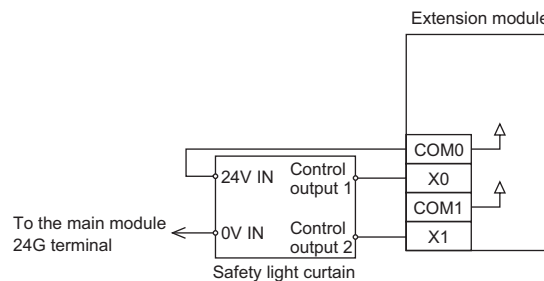 Extension module
COM0
24V IN
Control
output 1
X0
COM1
To the main module
24G terminal
0V IN
Control
output 2
X1
Safety light curtain